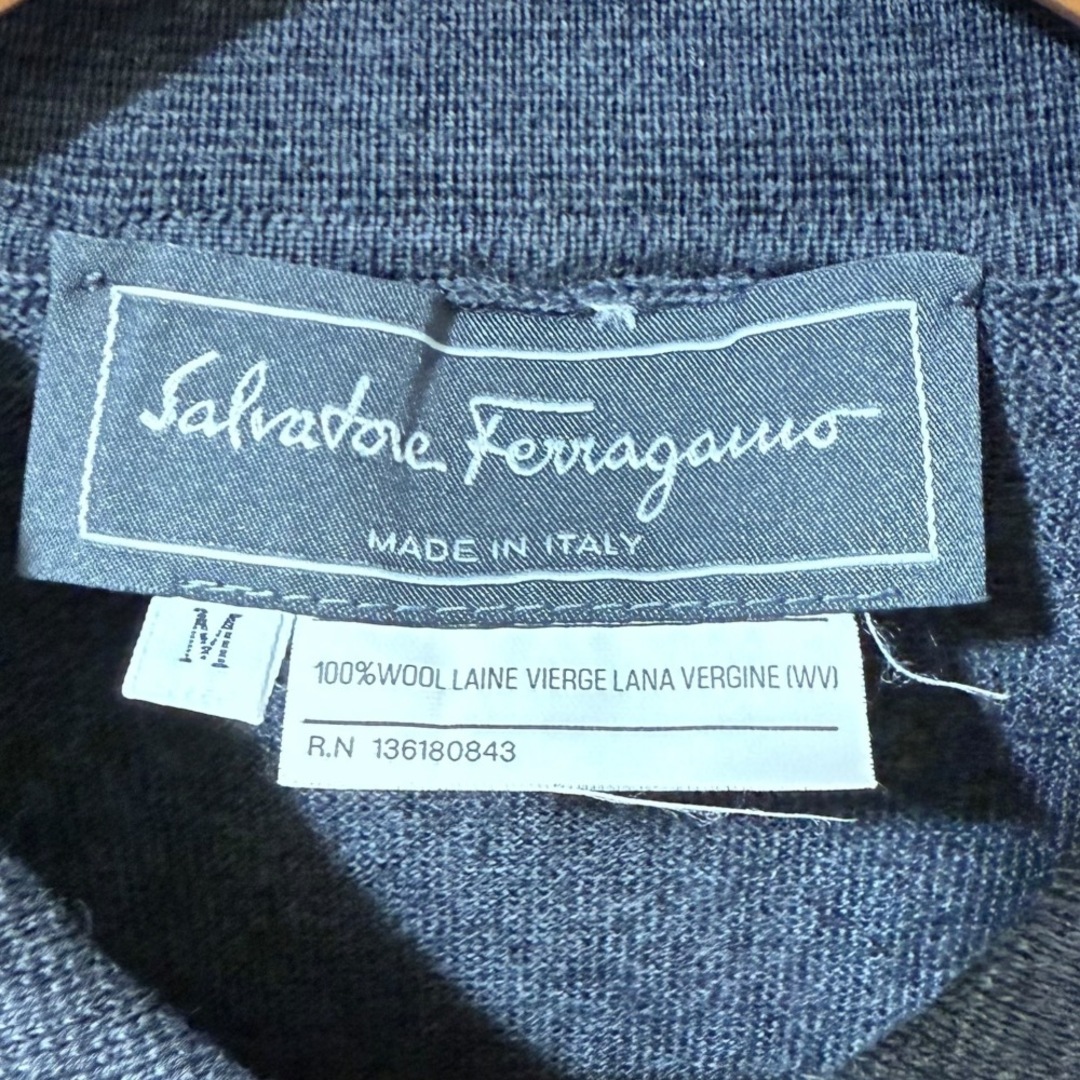 Salvatore Ferragamo
MADE IN ITALY
100%WOOL LAINE VIERGE LANA VERGINE (WV)
R.N 136180843